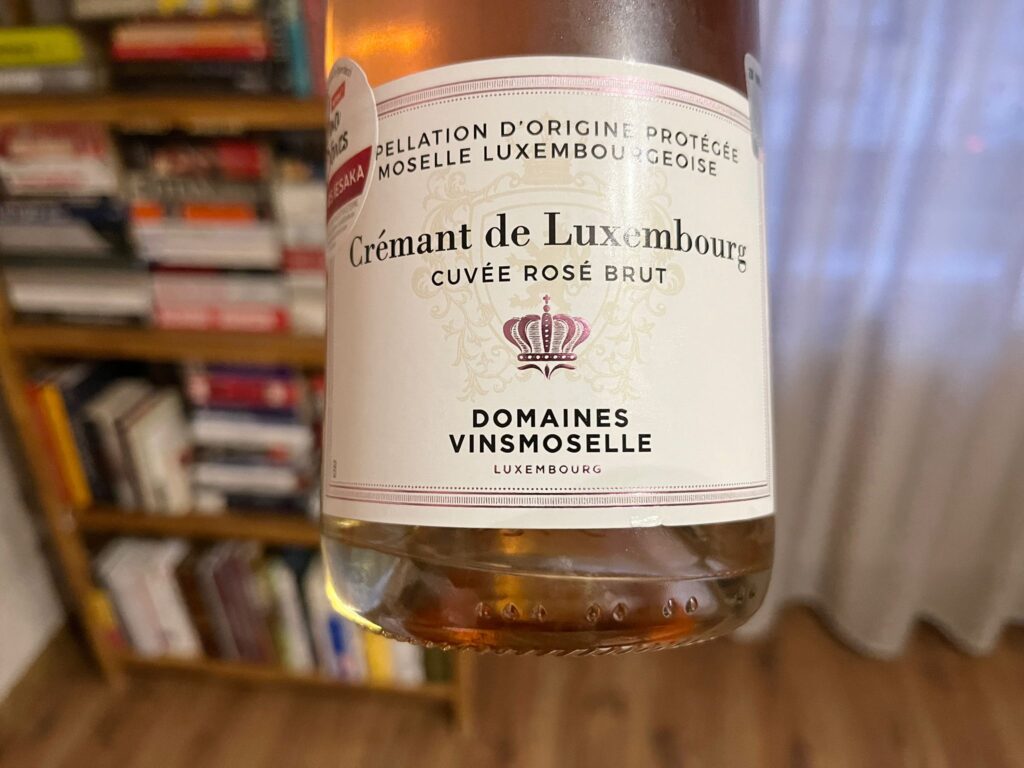 PELLATION D'ORIGINE PROTÉGÉE
MOSELLE LUXEMBOURGEOISE
Crémant de Luxembourg
CUVÉE ROSÉ BRUT
DOMAINES
VINSMOSELLE
LUXEMBOURG